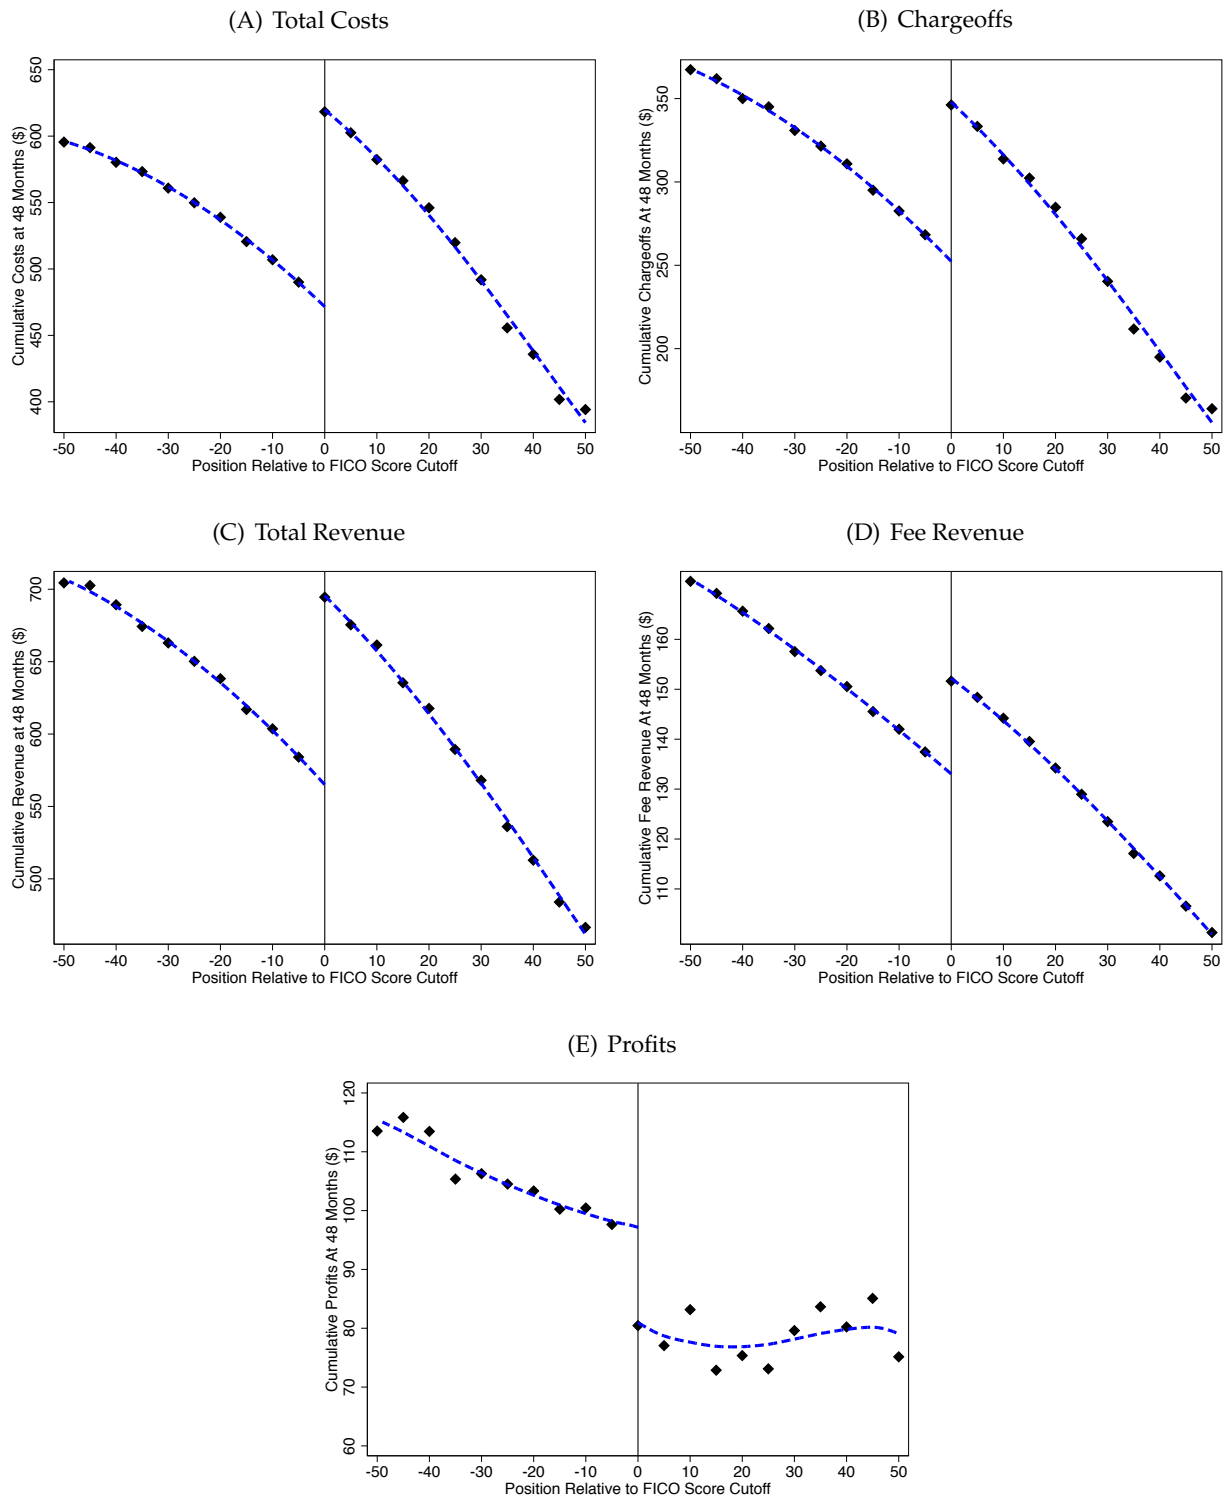 (A) Total Costs
Cumulative Costs at 48 Months ($)
650
600
550
500
450
400
-50 -40 -30 -20 -10 0 10 20 30 40 50
Position Relative to FICO Score Cutoff
(B) Chargeoffs
Cumulative Chargeoffs At 48 Months ($)
350
300
250
200
-50 -40 -30 -20 -10 0 10 20 30 40 50
Position Relative to FICO Score Cutoff
(C) Total Revenue
Cumulative Revenue at 48 Months ($)
700
650
600
550
500
-50 -40 -30 -20 -10 0 10 20 30 40 50
Position Relative to FICO Score Cutoff
(D) Fee Revenue
Cumulative Fee Revenue At 48 Months ($)
160
150
140
130
120
110
-50 -40 -30 -20 -10 0 10 20 30 40 50
Position Relative to FICO Score Cutoff
(E) Profits
Cumulative Profits At 48 Months ($)
120
110
100
90
80
70
60
-50 -40 -30 -20 -10 0 10 20 30 40 50
Position Relative to FICO Score Cutoff